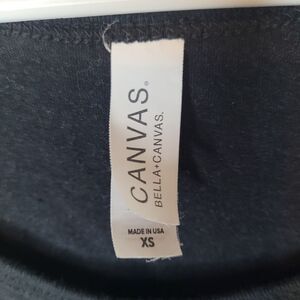 CANVAS®
BELLA+CANVAS.
MADE IN USA
XS